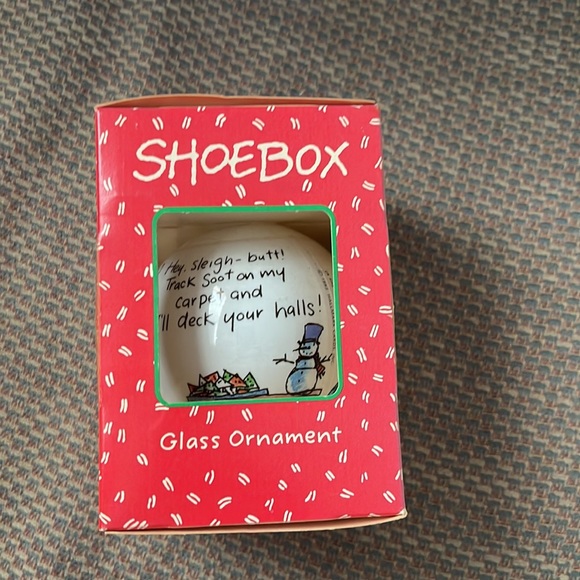 SHOEBOX
Hey, sleigh-butt!
Track Soot on my
carpet and
I'll deck your halls!
Glass Ornament